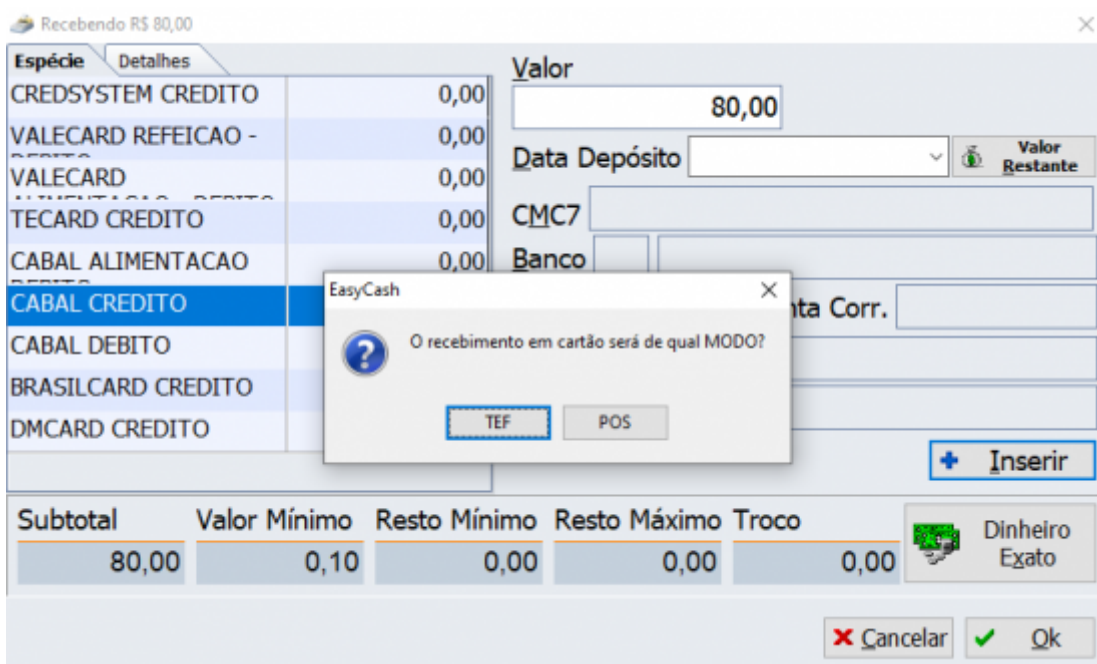 Recebendo R$ 80,00
Espécie Detalhes
CREDSYSTEM CREDITO 0,00
VALECARD REFEICAO - 0,00
VALECARD 0,00
TECARD CREDITO 0,00
CABAL ALIMENTACAO 0,00
CABAL CREDITO
CABAL DEBITO
BRASILCARD CREDITO
DMCARD CREDITO
Valor
80,00
Data Depósito
Valor
Restante
CMC7
Banco
nta Corr.
EasyCash
O recebimento em cartão será de qual MODO?
TEF POS
Inserir
Subtotal Valor Mínimo Resto Mínimo Resto Máximo Troco
80,00 0,10 0,00 0,00 0,00
Dinheiro
Exato
Cancelar Ok